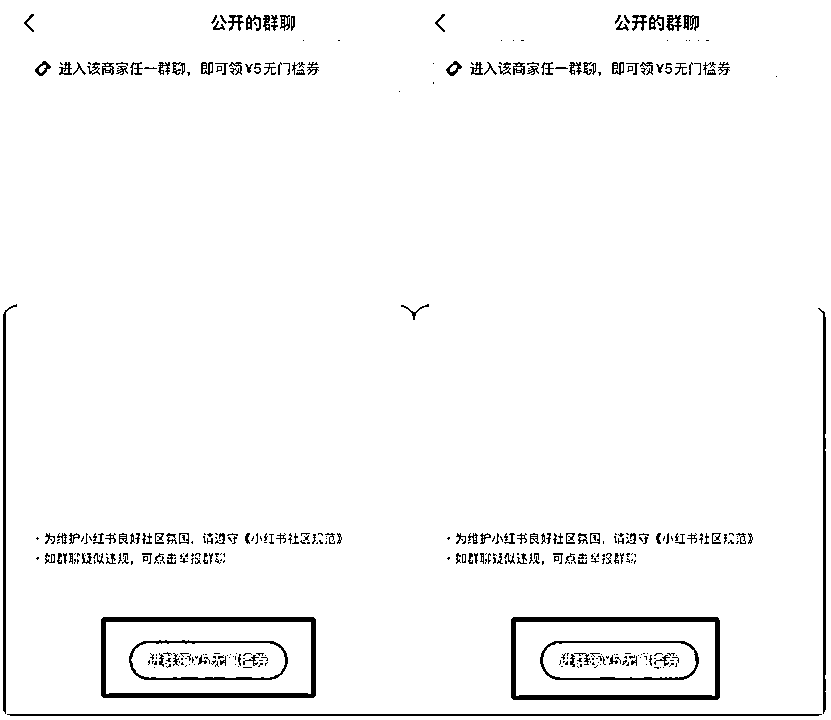 公开的群聊
进入该商家任一群聊，即可领¥5无门槛券
・为维护小红书良好社区氛围，请遵守《小红书社区规范》
・如群聊疑似违规，可点击举报群聊
进群领¥5无门槛券
公开的群聊
进入该商家任一群聊，即可领¥5无门槛券
・为维护小红书良好社区氛围，请遵守《小红书社区规范》
・如群聊疑似违规，可点击举报群聊
进群领¥5无门槛券